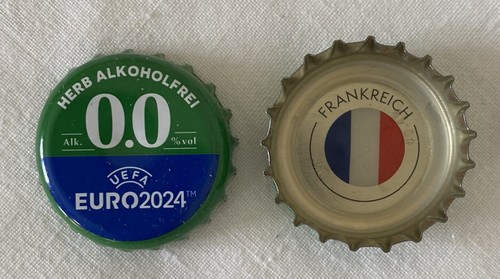 HERB ALKOHOLFREI
0.0
Alk. %vol
UEFA
EURO2024™
FRANKREICH